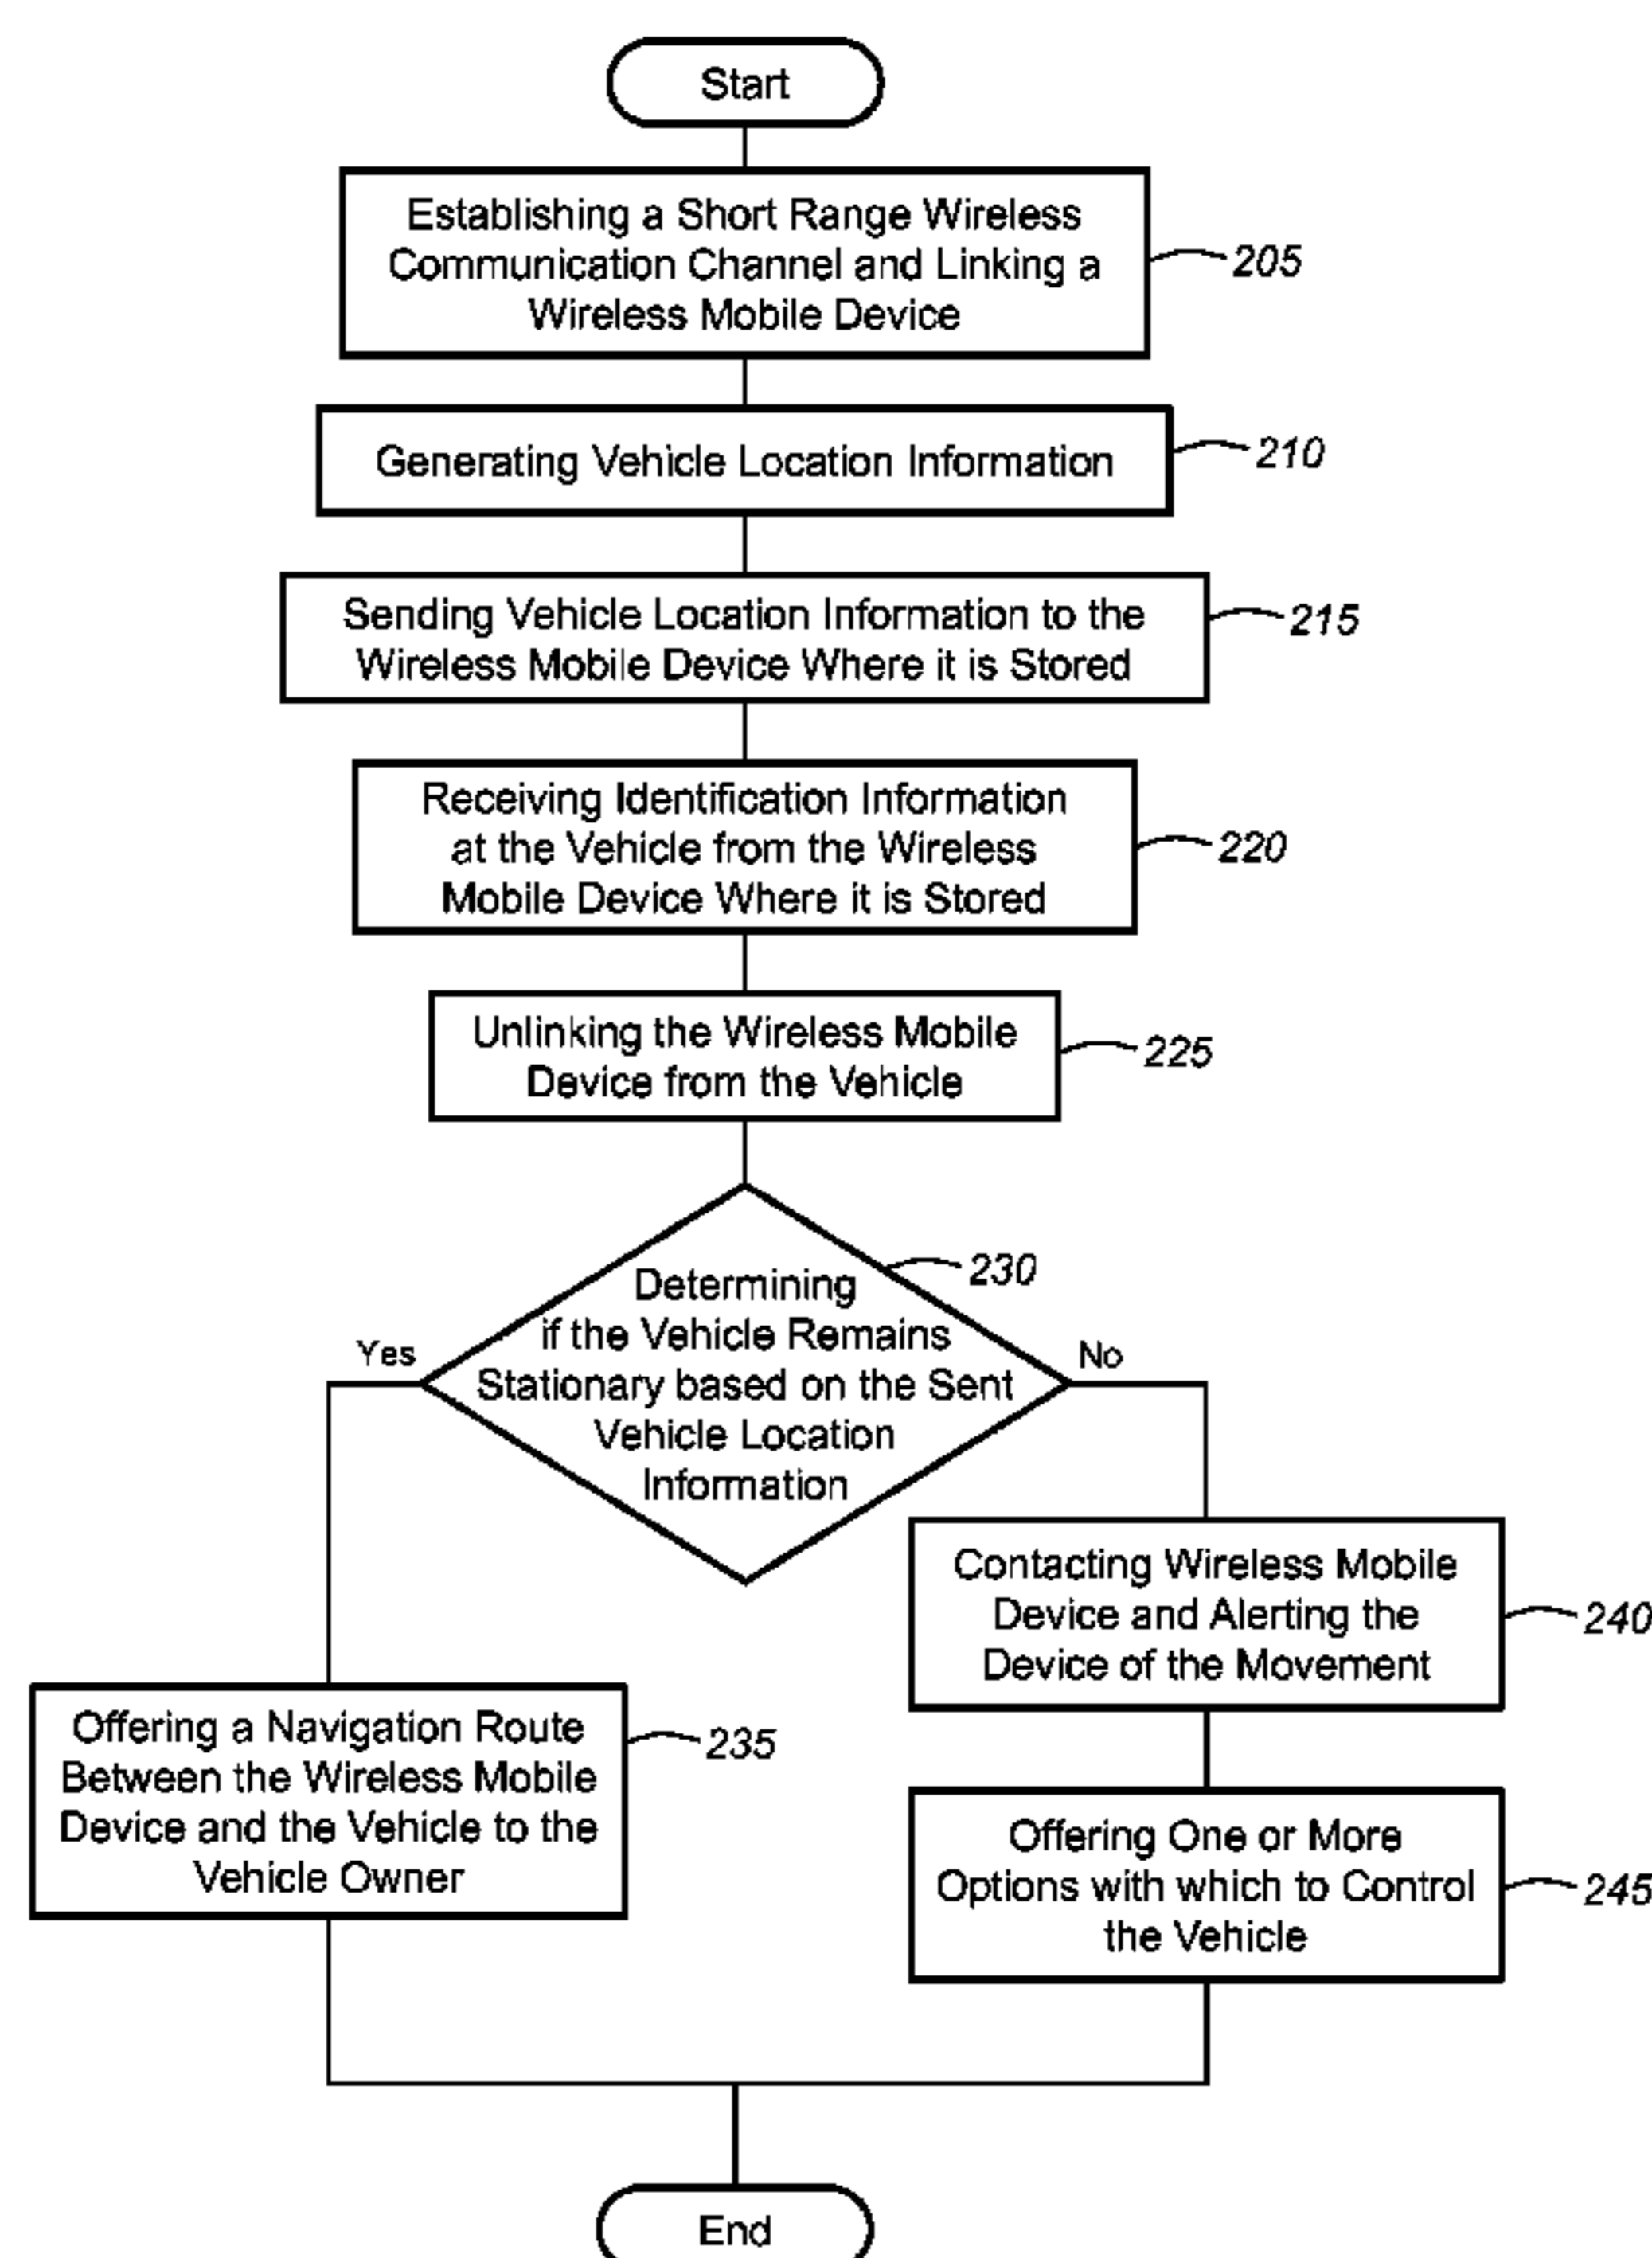 Start
Establishing a Short Range Wireless
Communication Channel and Linking a
Wireless Mobile Device
205
Generating Vehicle Location Information
210
Sending Vehicle Location Information to the
Wireless Mobile Device Where it is Stored
215
Receiving Identification Information
at the Vehicle from the Wireless
Mobile Device Where it is Stored
220
Unlinking the Wireless Mobile
Device from the Vehicle
225
Determining
if the Vehicle Remains
Stationary based on the Sent
Vehicle Location
Information
230
Yes
No
Contacting Wireless Mobile
Device and Alerting the
Device of the Movement
240
Offering a Navigation Route
Between the Wireless Mobile
Device and the Vehicle to the
Vehicle Owner
235
Offering One or More
Options with which to Control
the Vehicle
245
End